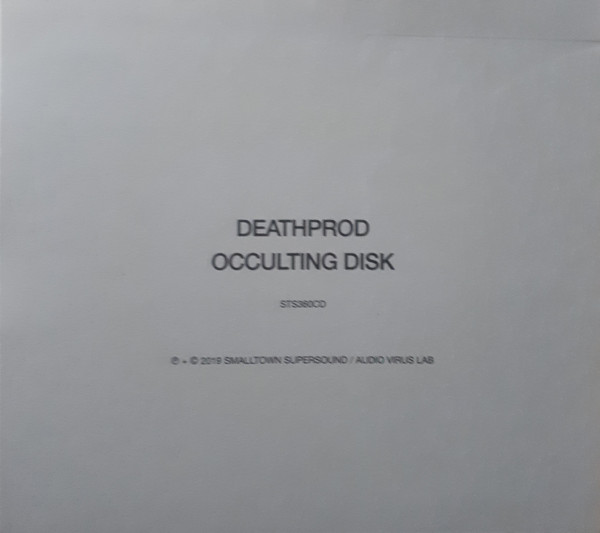 DEATHPROD
OCCULTING DISK
STS360CD
℗ + © 2019 SMALLTOWN SUPERSOUND / AUDIO VIRUS LAB